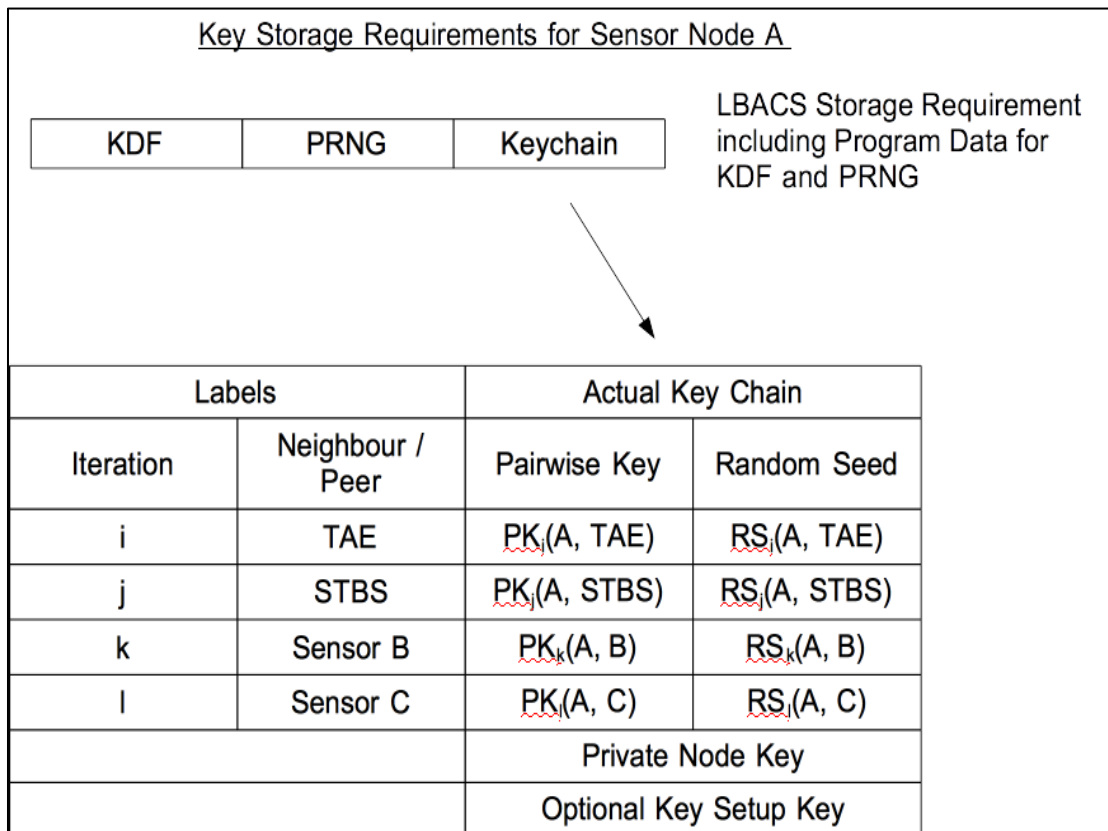 Key Storage Requirements for Sensor Node A
KDF PRNG Keychain
LBACS Storage Requirement
including Program Data for
KDF and PRNG
Labels Actual Key Chain
Iteration Neighbour / Peer Pairwise Key Random Seed
i TAE PKᵢ(A, TAE) RSᵢ(A, TAE)
j STBS PKⱼ(A, STBS) RSⱼ(A, STBS)
k Sensor B PKₖ(A, B) RSₖ(A, B)
l Sensor C PKₗ(A, C) RSₗ(A, C)
Private Node Key
Optional Key Setup Key